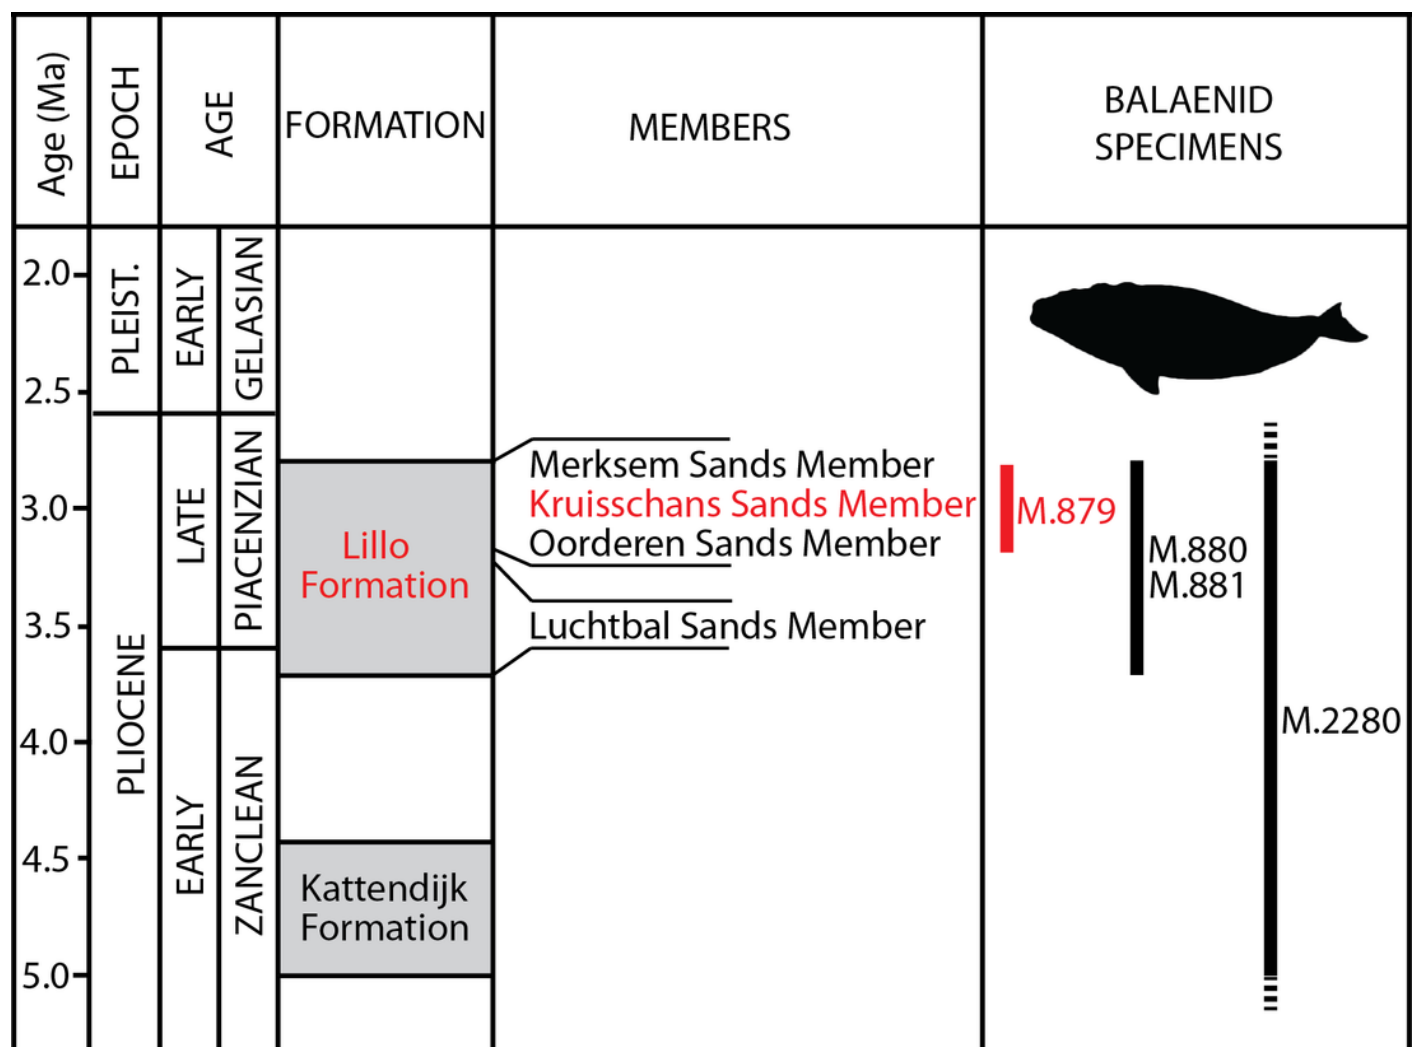 Age (Ma)
EPOCH
AGE
FORMATION
MEMBERS
BALAENID
SPECIMENS
2.0
2.5
3.0
3.5
4.0
4.5
5.0
PLEIST.
PLIOCENE
EARLY
LATE
EARLY
GELASIAN
PIACENZIAN
ZANCLEAN
Lillo
Formation
Kattendijk
Formation
Merksem Sands Member
Kruisschans Sands Member
Oorderen Sands Member
Luchtbal Sands Member
M.879
M.880
M.881
M.2280